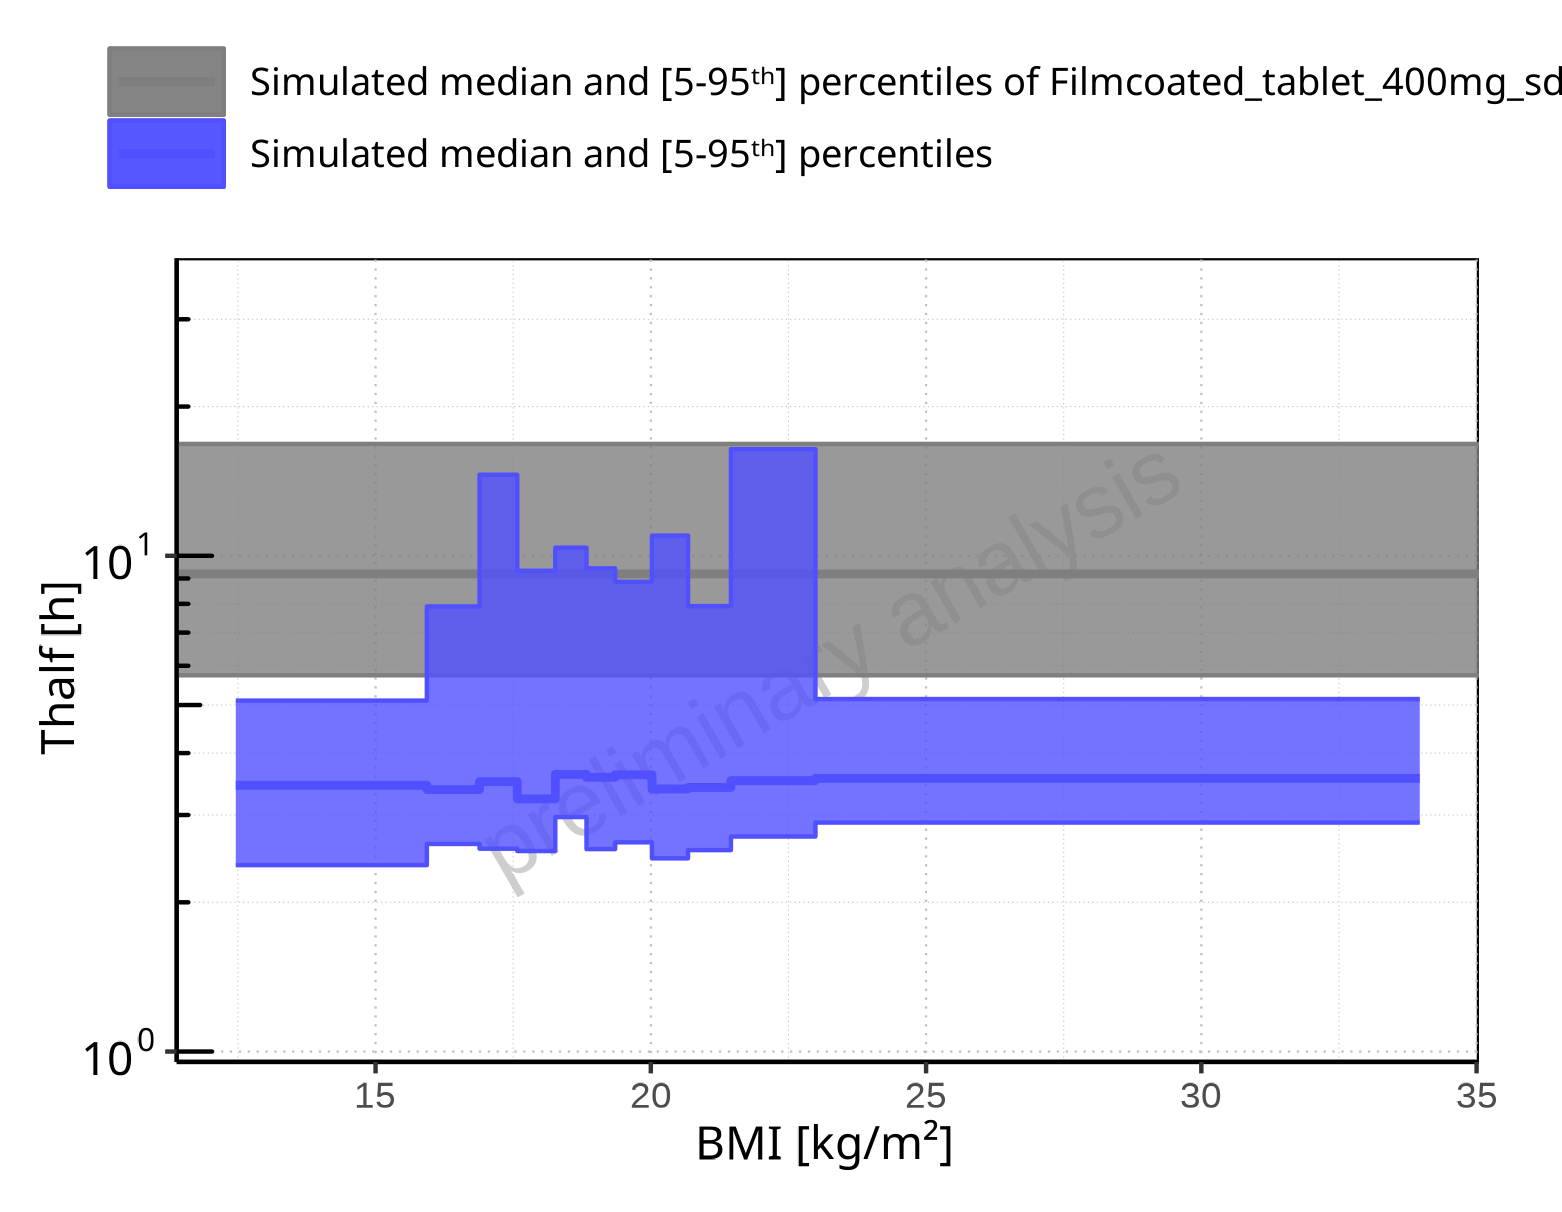 Simulated median and [5-95ᵗʰ] percentiles of Filmcoated_tablet_400mg_sd
Simulated median and [5-95ᵗʰ] percentiles
preliminary analysis
Thalf [h]
10¹
10⁰
15 20 25 30 35
BMI [kg/m²]